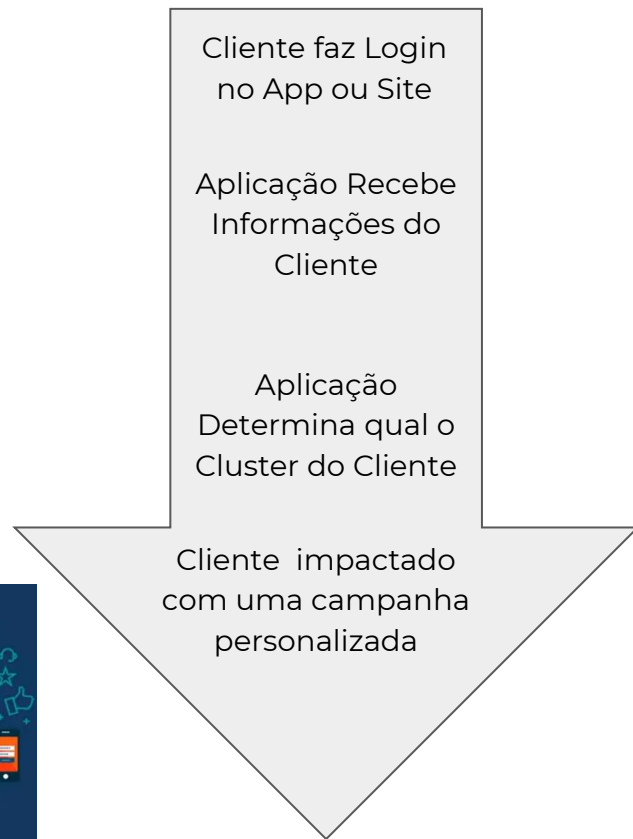 Cliente faz Login
no App ou Site
Aplicação Recebe
Informações do
Cliente
Aplicação
Determina qual o
Cluster do Cliente
Cliente impactado
com uma campanha
personalizada